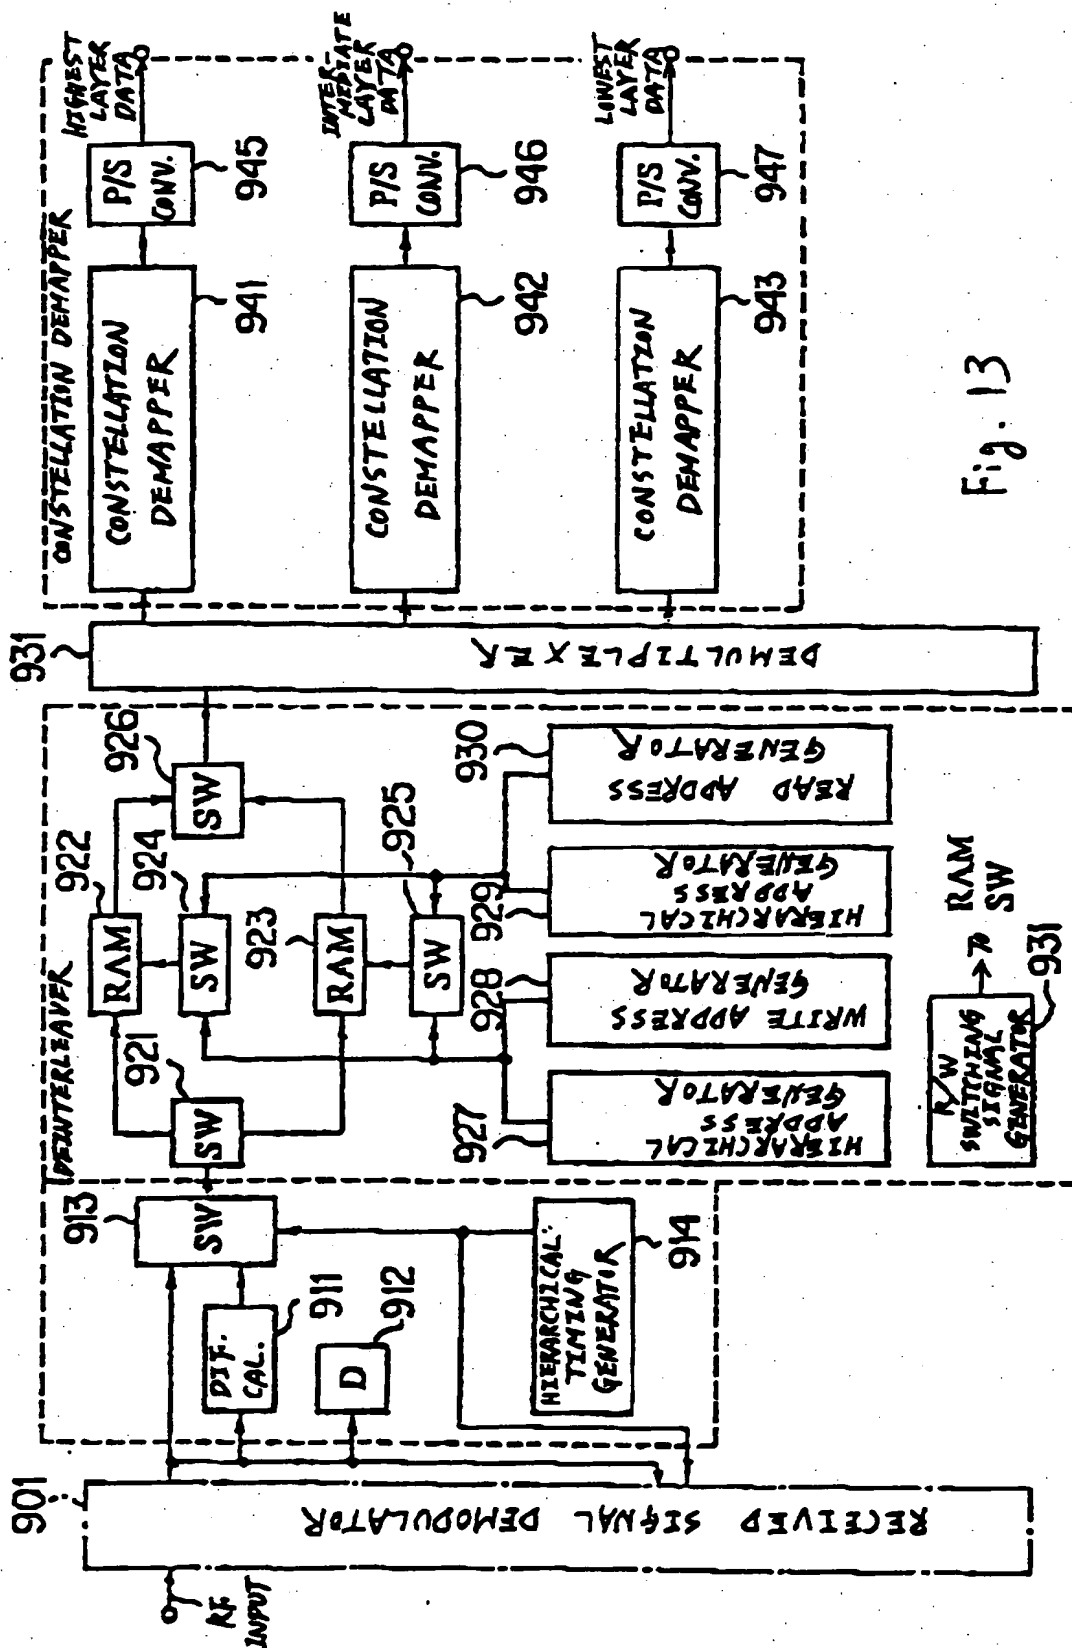 RF
INPUT
901
RECEIVED SIGNAL DEMODULATOR
DIF.
CAL.
911
D
912
SW
913
HIERARCHICAL
TIMING
GENERATOR
914
DEINTERLEAVER
SW
921
RAM
922
SW
924
RAM
923
SW
925
SW
926
HIERARCHICAL
ADDRESS
GENERATOR
927
WRITE ADDRESS
GENERATOR
928
HIERARCHICAL
ADDRESS
GENERATOR
929
READ ADDRESS
GENERATOR
930
R/W
SWITCHING
SIGNAL
GENERATOR
931
TO RAM
SW
931
DEMULTIPLEXER
CONSTELLATION DEMAPPER
CONSTELLATION
DEMAPPER
941
P/S
CONV.
945
HIGHEST
LAYER
DATA
CONSTELLATION
DEMAPPER
942
P/S
CONV.
946
INTER-
MEDIATE
LAYER
DATA
CONSTELLATION
DEMAPPER
943
P/S
CONV.
947
LOWEST
LAYER
DATA
Fig. 13